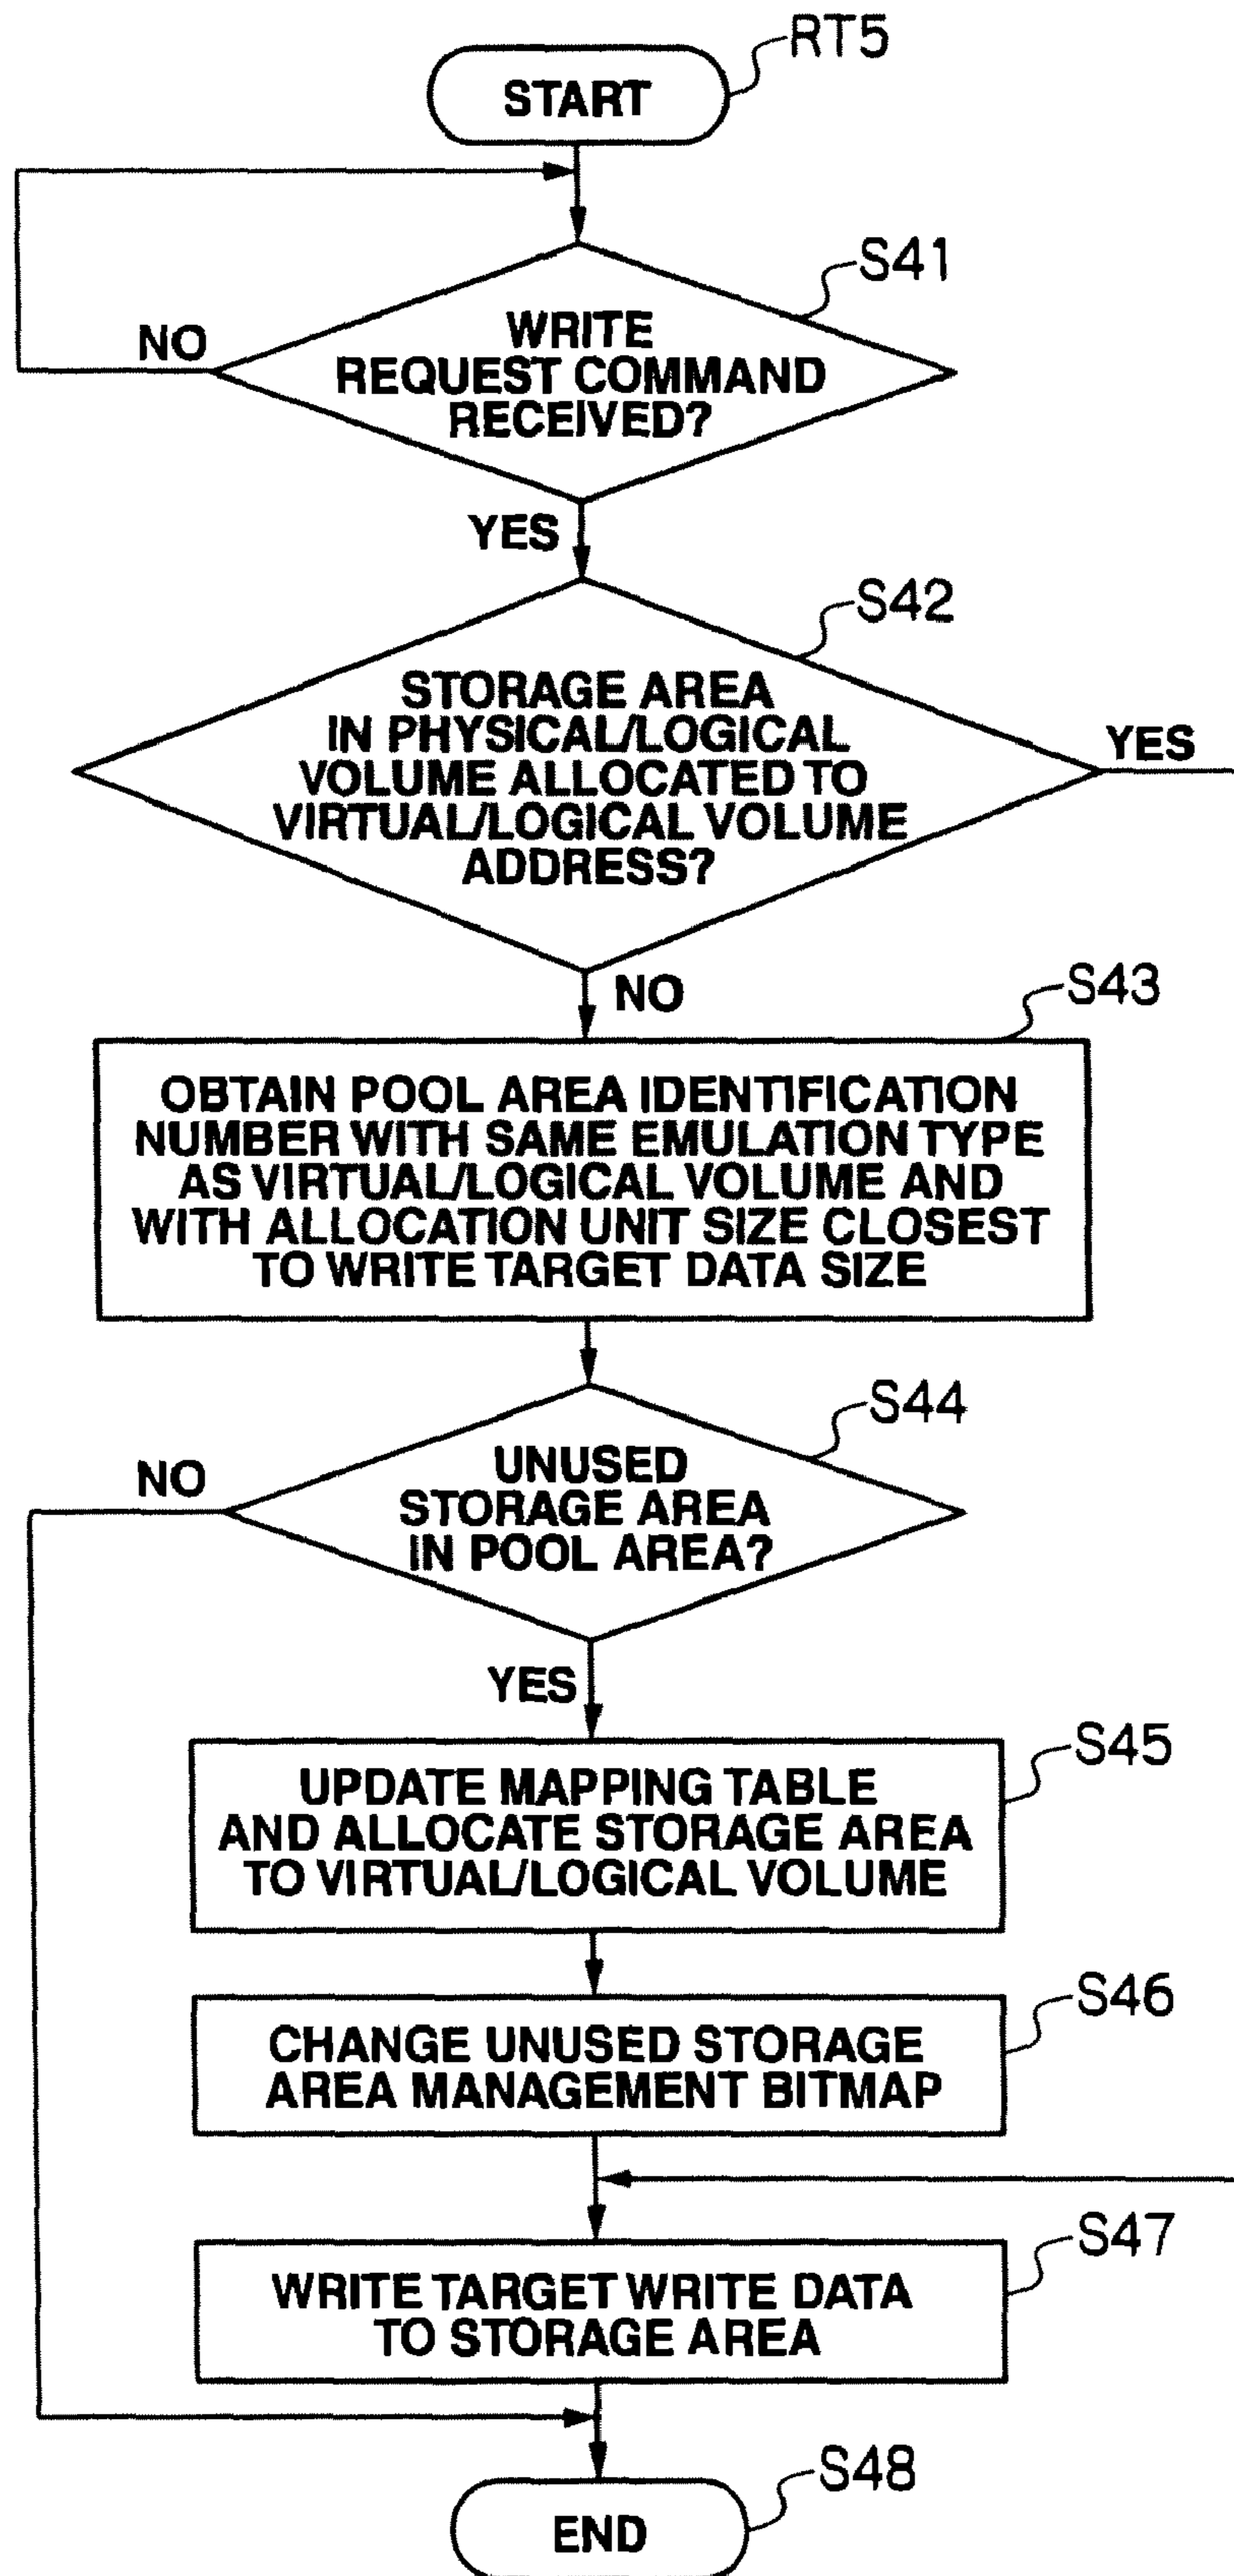 RT5
START
S41
NO
WRITE
REQUEST COMMAND
RECEIVED?
YES
S42
STORAGE AREA
IN PHYSICAL/LOGICAL
VOLUME ALLOCATED TO
VIRTUAL/LOGICAL VOLUME
ADDRESS?
YES
NO
S43
OBTAIN POOL AREA IDENTIFICATION
NUMBER WITH SAME EMULATION TYPE
AS VIRTUAL/LOGICAL VOLUME AND
WITH ALLOCATION UNIT SIZE CLOSEST
TO WRITE TARGET DATA SIZE
S44
NO
UNUSED
STORAGE AREA
IN POOL AREA?
YES
S45
UPDATE MAPPING TABLE
AND ALLOCATE STORAGE AREA
TO VIRTUAL/LOGICAL VOLUME
S46
CHANGE UNUSED STORAGE
AREA MANAGEMENT BITMAP
S47
WRITE TARGET WRITE DATA
TO STORAGE AREA
S48
END